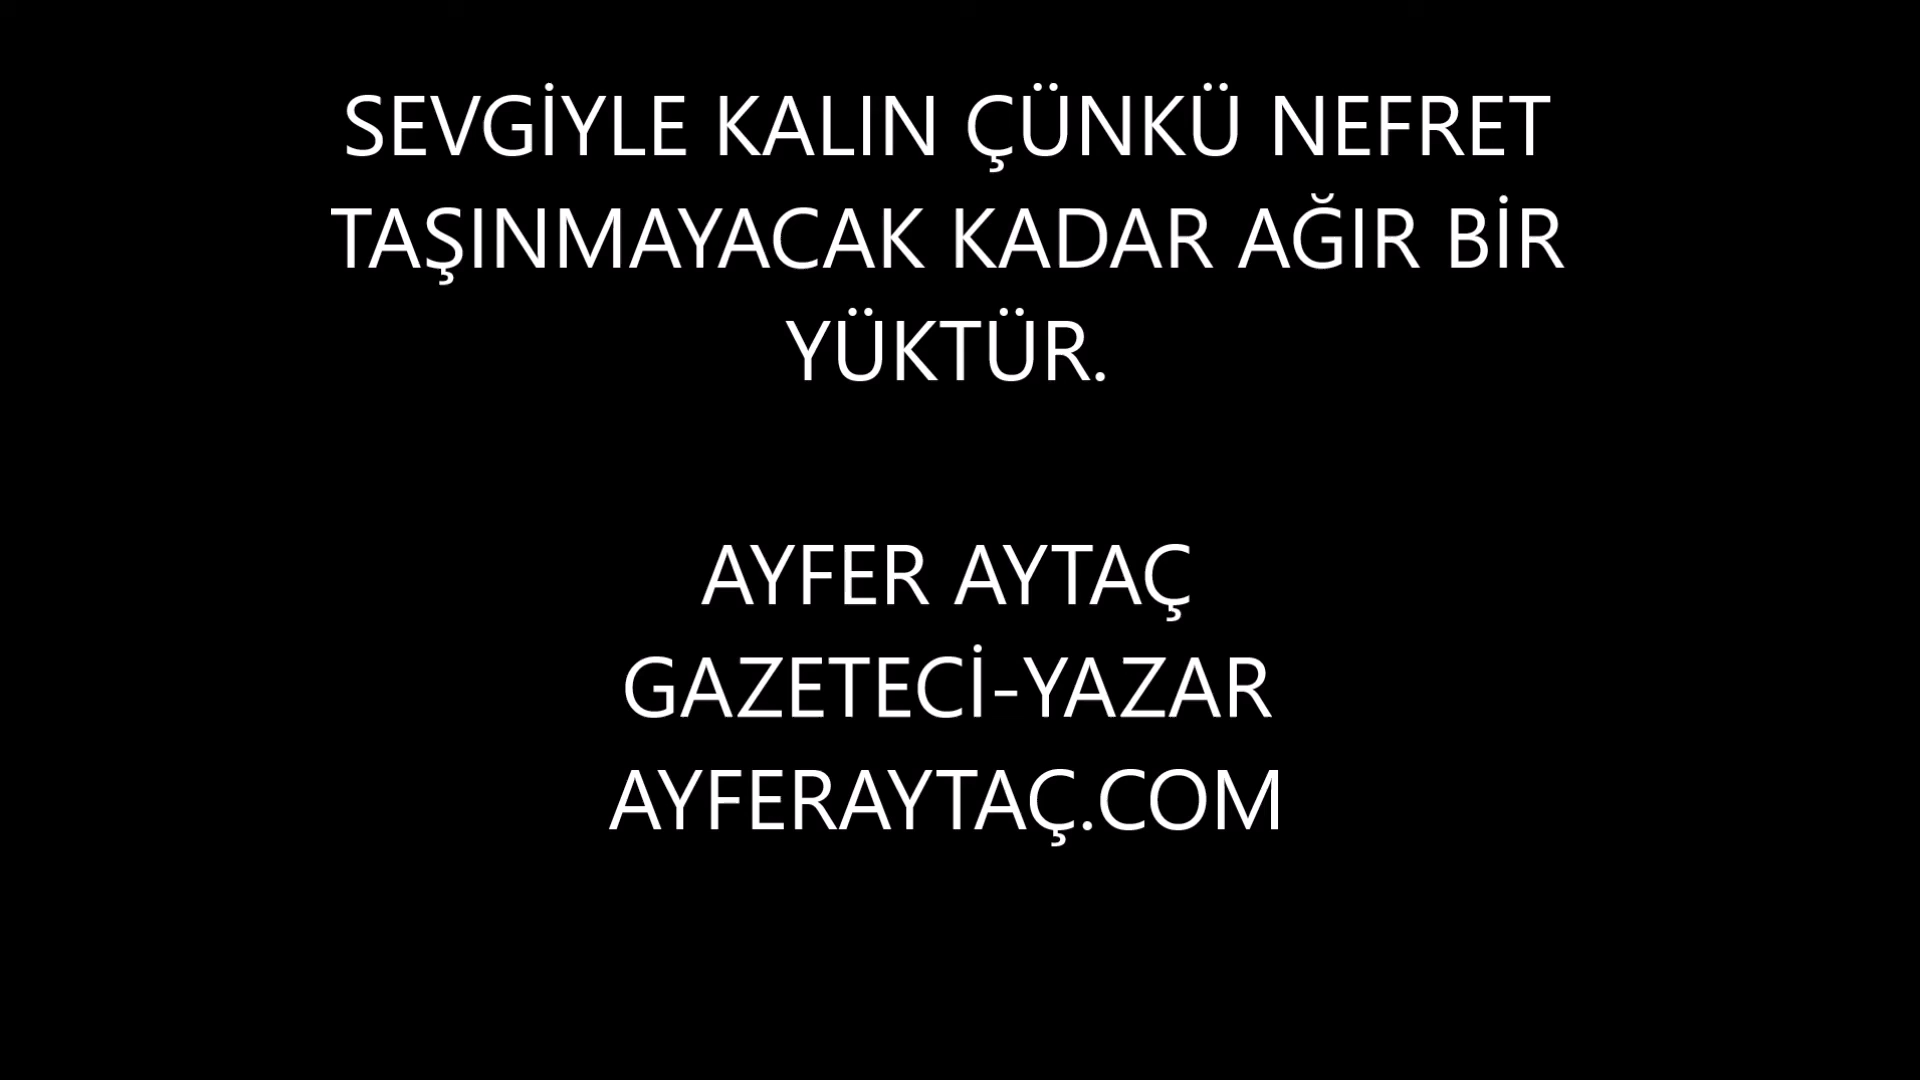 SEVGİYLE KALIN ÇÜNKÜ NEFRET
TAŞINMAYACAK KADAR AĞIR BİR
YÜKTÜR.
AYFER AYTAÇ
GAZETECİ-YAZAR
AYFERAYTAÇ.COM